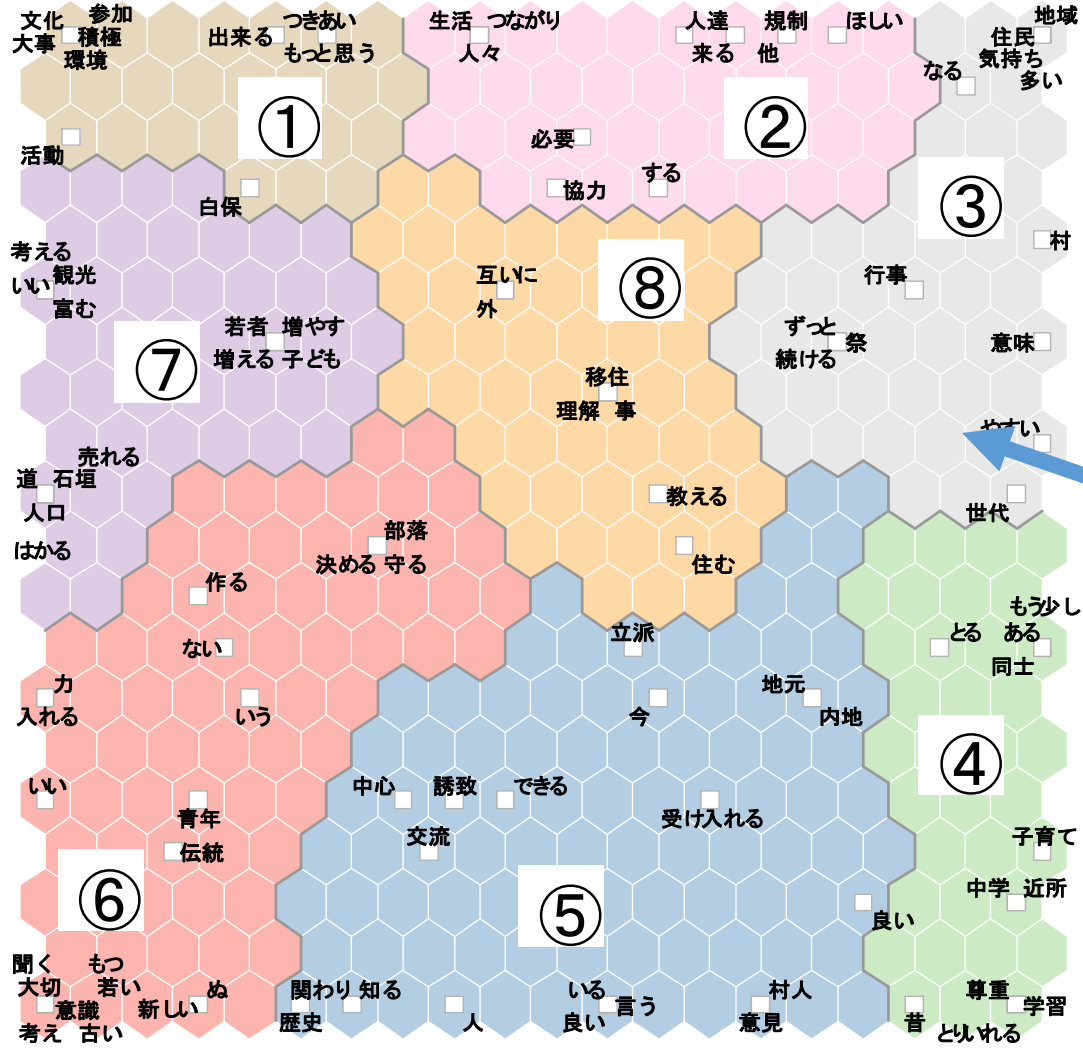 文化 参加
大事 積極
環境
出来る
つきあい
もっと思う
生活 つながり
人々
人達
来る
規制
他
ほしい
地域
住民
気持ち
多い
なる
①
②
活動
必要
協力
する
白保
③
村
考える
いい 観光
富む
互いに
外
⑧
行事
若者 増やす
増える 子ども
ずっと
続ける 祭
意味
⑦
移住
理解 事
やすい
売れる
道 石垣
人口
教える
世代
はかる
部落
決める 守る
住む
作る
もう少し
とる ある
同士
立派
ない
力
入れる
いう
今
地元
内地
④
いい
中心 誘致 できる
青年
伝統
交流
受け入れる
子育て
中学 近所
⑥
⑤
良い
聞く もつ
大切 若い
意識 新しい ぬ
考え 古い
関わり 知る
歴史
人
いる
言う
良い
村人
意見
尊重
学習
昔
とりいれる